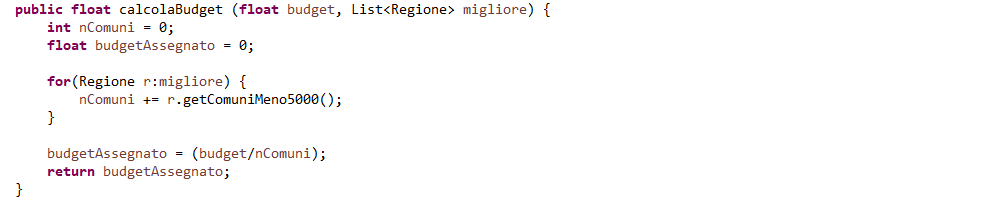 public float calcolaBudget (float budget, List<Regione> migliore) {
int nComuni = 0;
float budgetAssegnato = 0;
for(Regione r:migliore) {
nComuni += r.getComuniMeno5000();
}
budgetAssegnato = (budget/nComuni);
return budgetAssegnato;
}